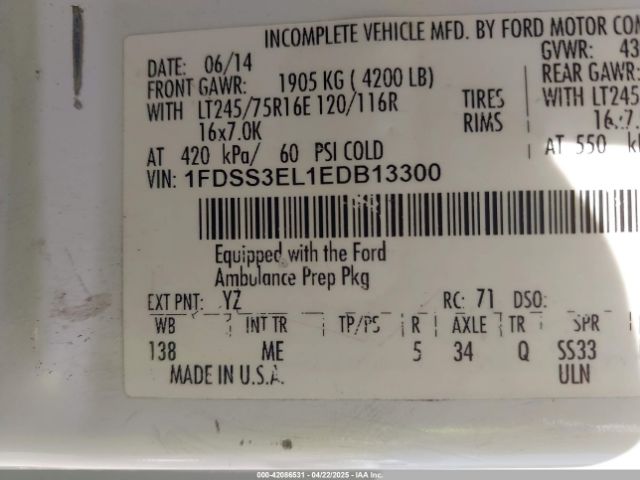 INCOMPLETE VEHICLE MFD. BY FORD MOTOR CO
DATE: 06/14 GVWR: 43
FRONT GAWR: 1905 KG ( 4200 LB) REAR GAWR:
WITH LT245/75R16E 120/116R TIRES WITH LT245
16x7.0K RIMS 16x7.
AT 420 kPa/ 60 PSI COLD AT 550 k
VIN: 1FDSS3EL1EDB13300
Equipped with the Ford
Ambulance Prep Pkg
EXT PNT: YZ RC: 71 DSO:
WB INT TR TP/PS R AXLE TR SPR
138 ME 5 34 Q SS33
MADE IN U.S.A. ULN
000-42086531 - 04/22/2025 - IAA Inc.